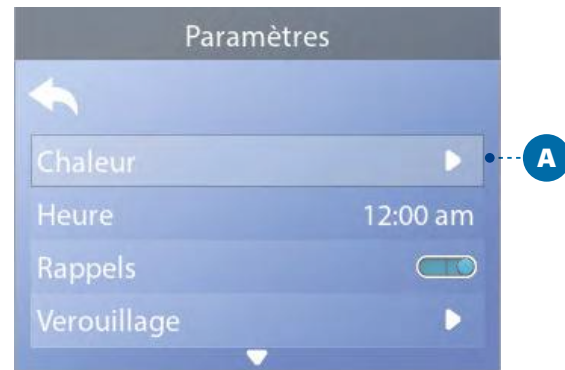 Paramètres
Chaleur
A
Heure 12:00 am
Rappels
Verouillage